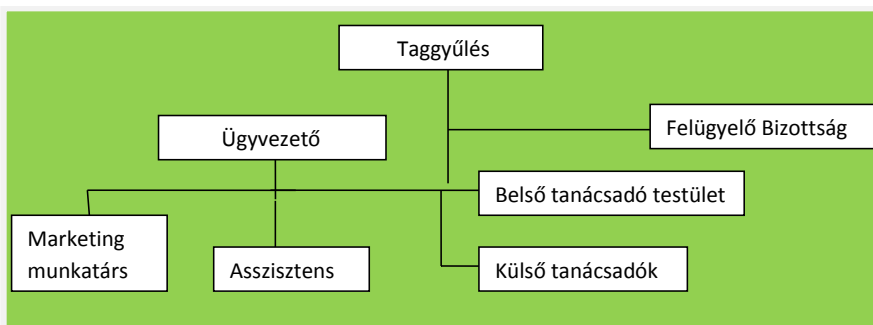 Taggyűlés
Felügyelő Bizottság
Ügyvezető
Belső tanácsadó testület
Marketing
munkatárs
Asszisztens
Külső tanácsadók